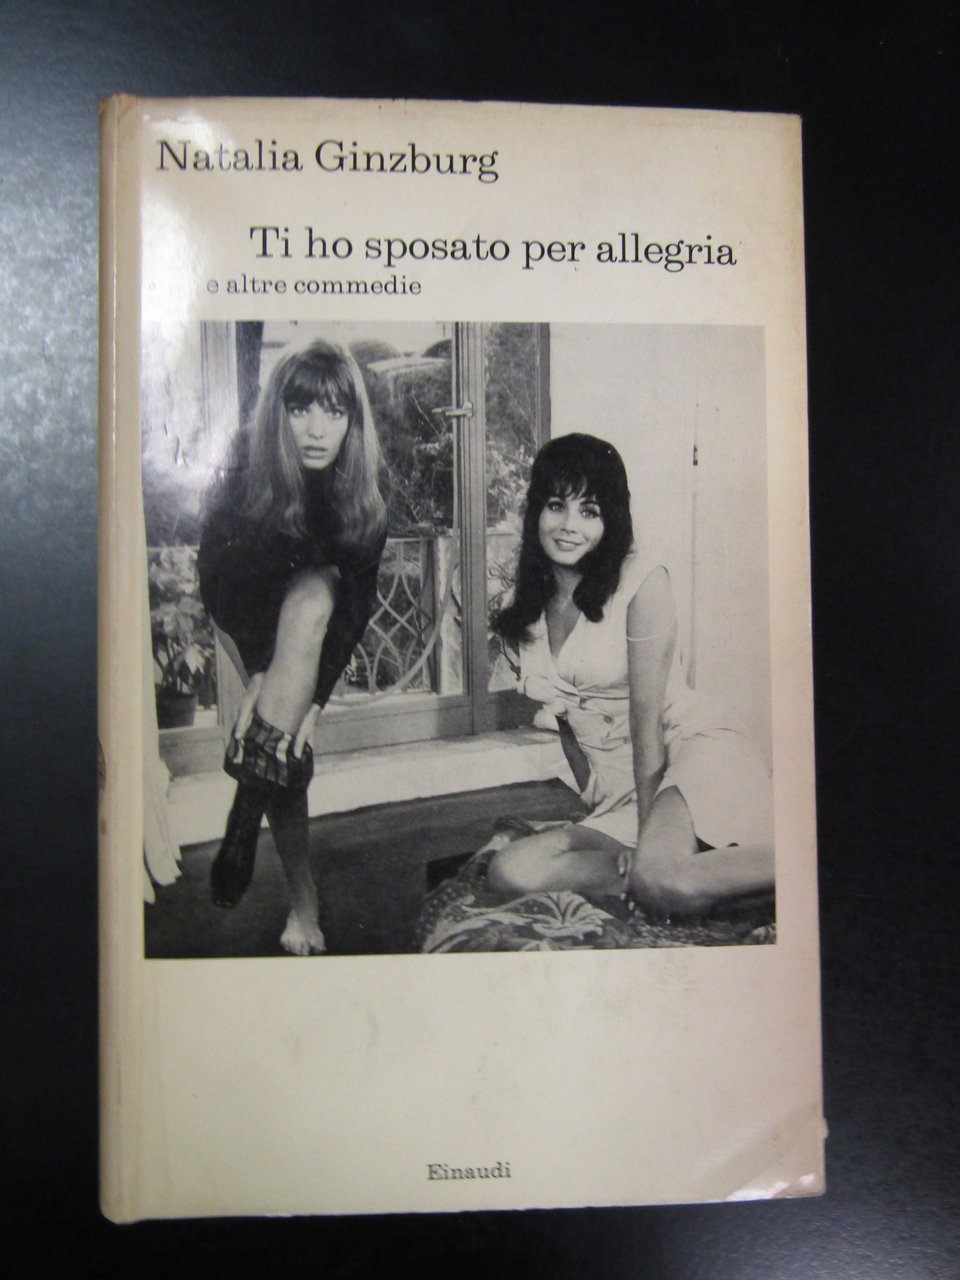 Natalia Ginzburg
Ti ho sposato per allegria
e altre commedie
Einaudi